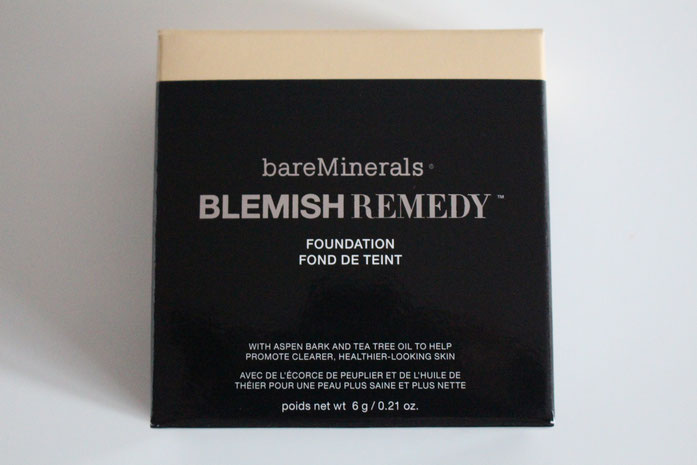 bareMinerals®
BLEMISH REMEDY™
FOUNDATION
FOND DE TEINT
WITH ASPEN BARK AND TEA TREE OIL TO HELP
PROMOTE CLEARER, HEALTHIER-LOOKING SKIN
AVEC DE L'ÉCORCE DE PEUPLIER ET DE L'HUILE DE
THÉIER POUR UNE PEAU PLUS SAINE ET PLUS NETTE
poids net wt 6 g / 0.21 oz.